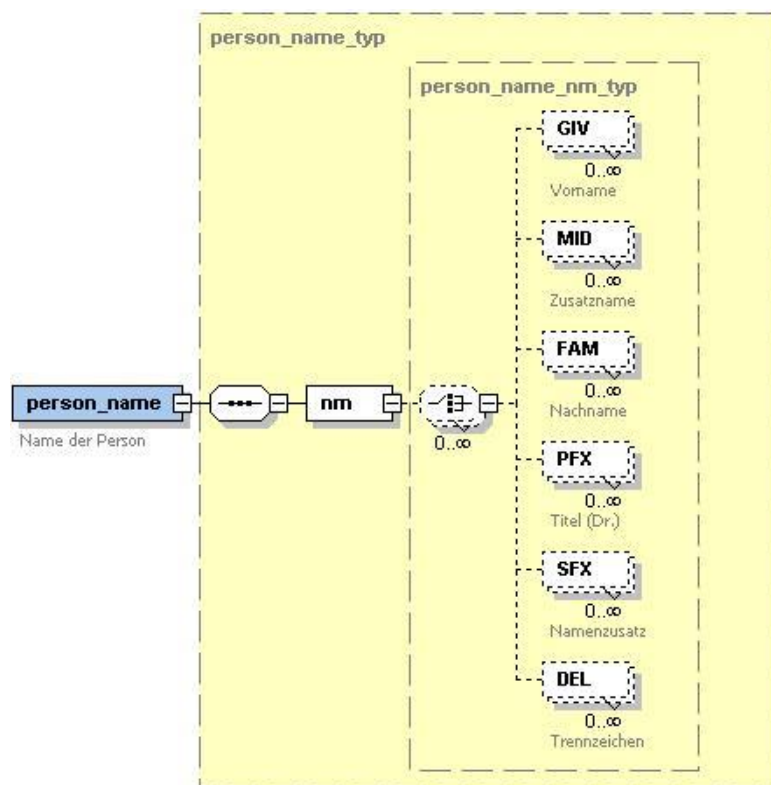 person_name_typ
person_name_nm_typ
GIV
0..∞
Vorname
MID
0..∞
Zusatzname
FAM
0..∞
Nachname
person_name
Name der Person
nm
0..∞
PFX
0..∞
Titel (Dr.)
SFX
0..∞
Namenzusatz
DEL
0..∞
Trennzeichen